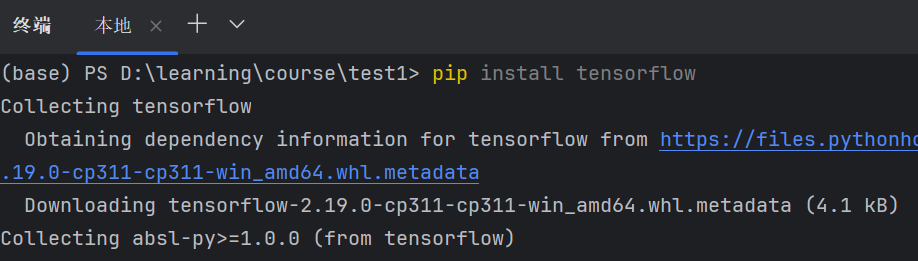 终端 本地 × +
(base) PS D:\learning\course\test1> pip install tensorflow
Collecting tensorflow
  Obtaining dependency information for tensorflow from https://files.pythonho
.19.0-cp311-cp311-win_amd64.whl.metadata
  Downloading tensorflow-2.19.0-cp311-cp311-win_amd64.whl.metadata (4.1 kB)
Collecting absl-py>=1.0.0 (from tensorflow)